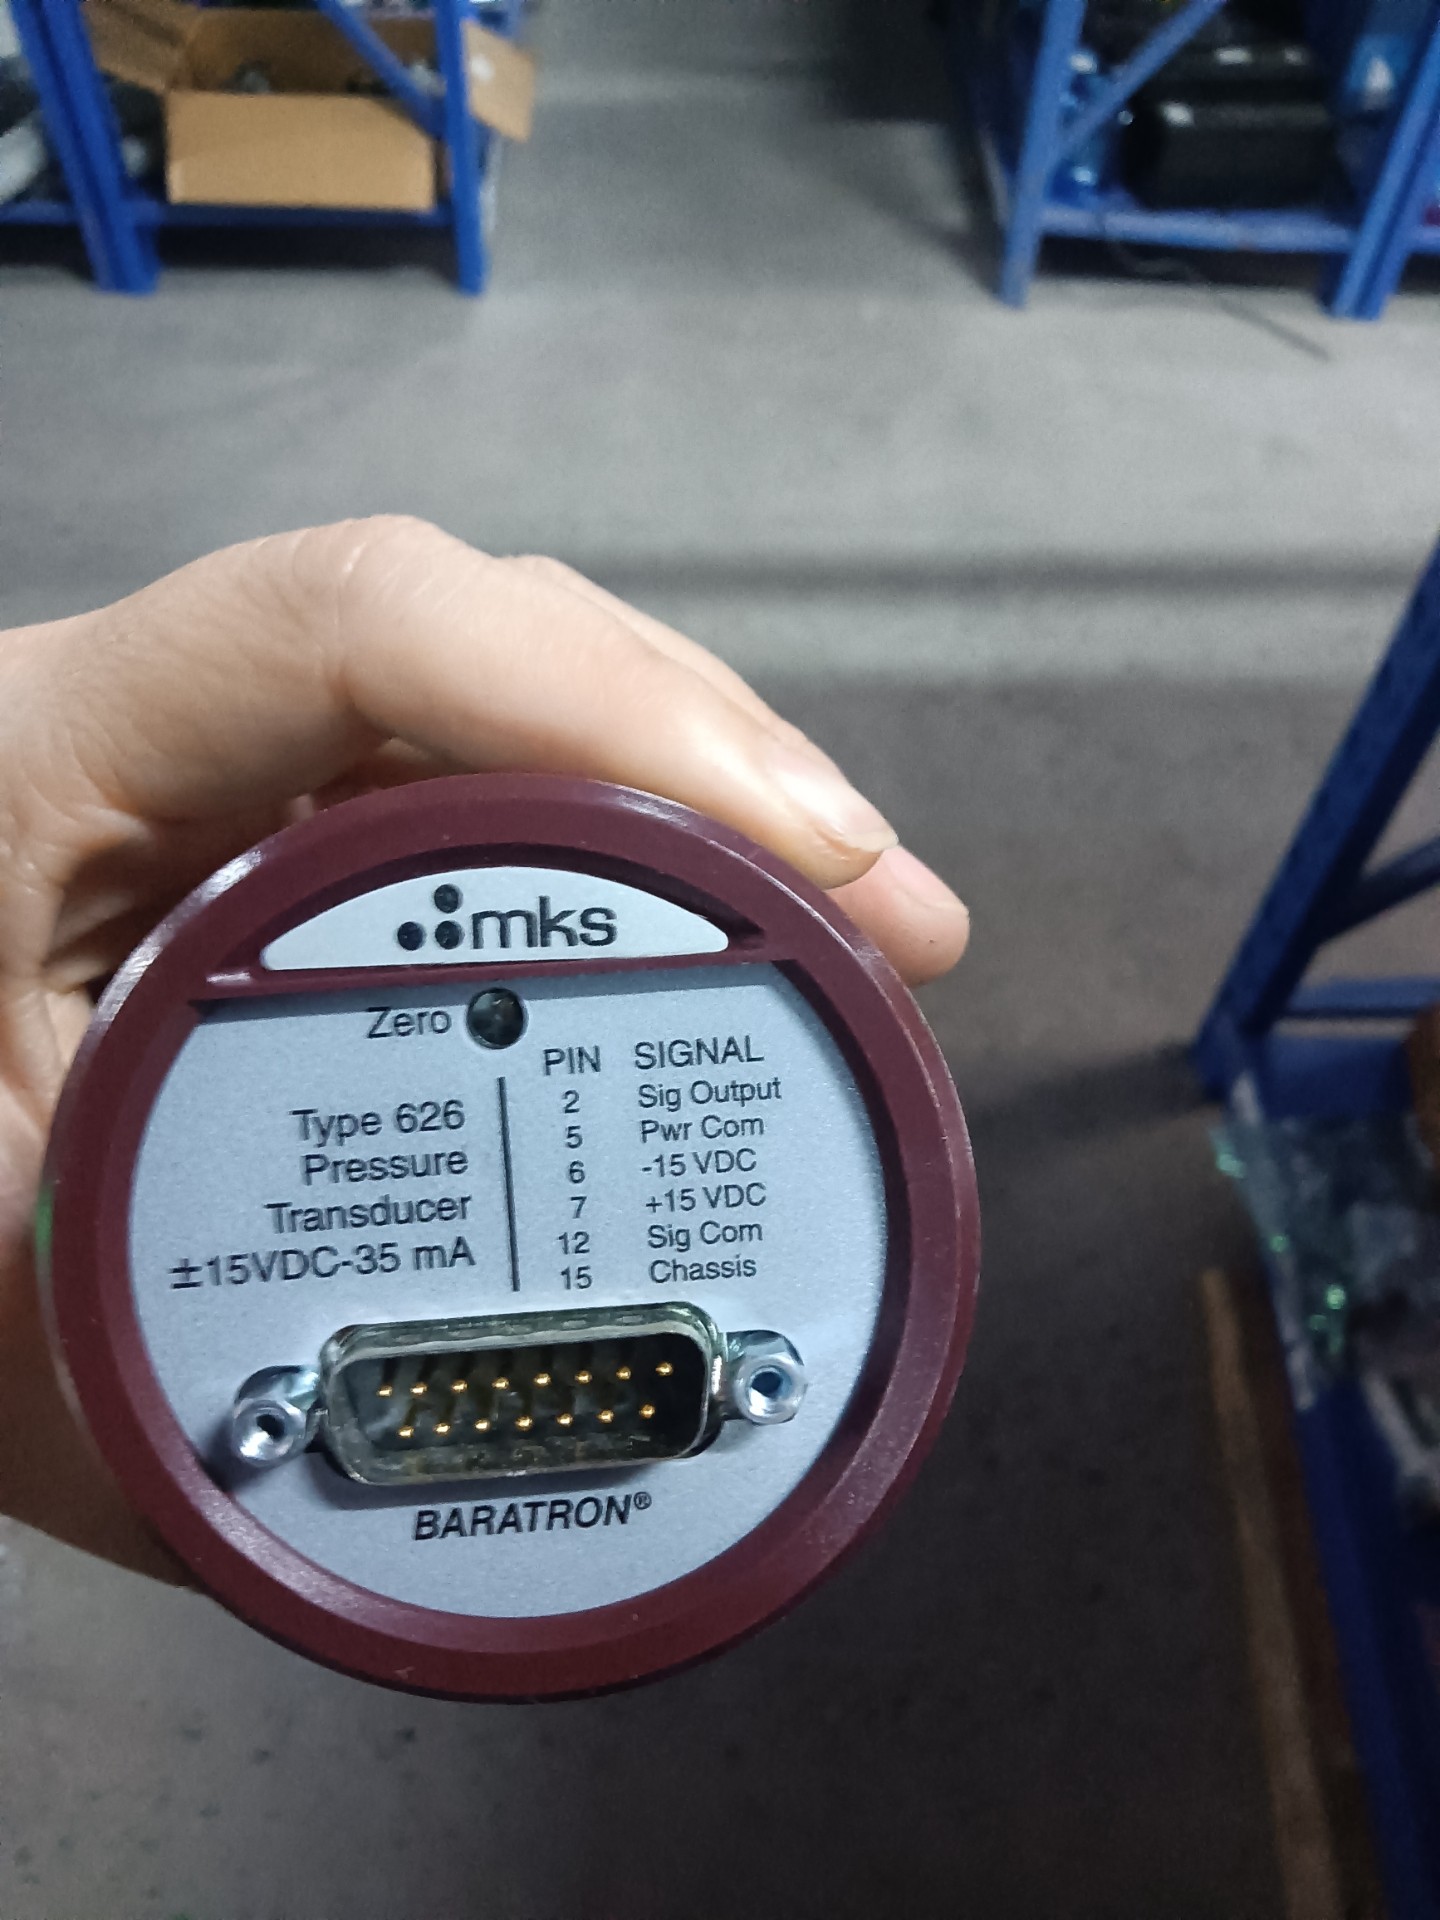 mks
Zero
Type 626
Pressure
Transducer
±15VDC-35 mA
PIN SIGNAL
2 Sig Output
5 Pwr Com
6 -15 VDC
7 +15 VDC
12 Sig Com
15 Chassis
BARATRON®